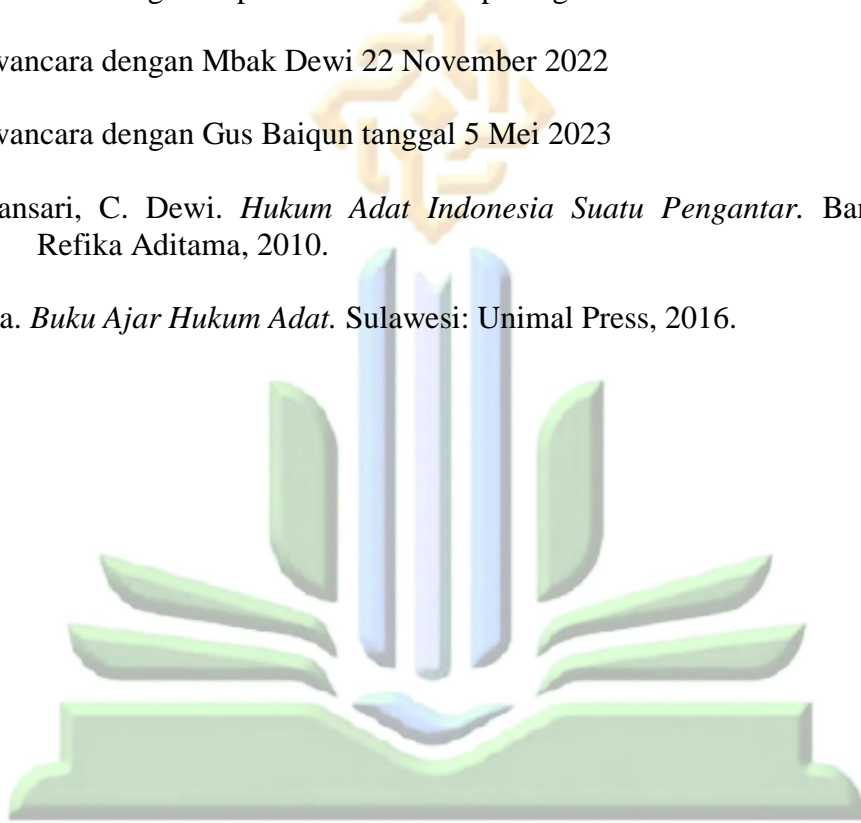 wancara dengan Mbak Dewi 22 November 2022
wancara dengan Gus Baiqun tanggal 5 Mei 2023
ansari, C. Dewi. Hukum Adat Indonesia Suatu Pengantar. Ban
Refika Aditama, 2010.
a. Buku Ajar Hukum Adat. Sulawesi: Unimal Press, 2016.